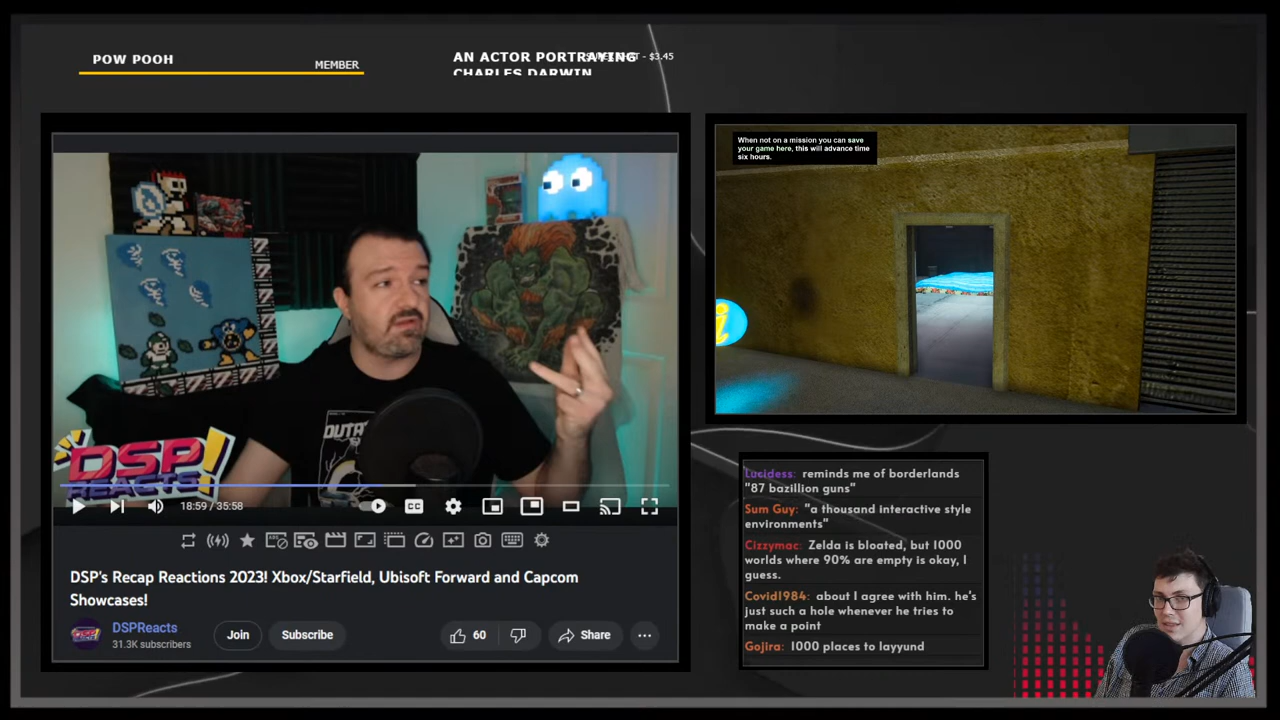 POW POOH
MEMBER
AN ACTOR PORTRAYING
CHARLES DARWIN
- $3.45
When not on a mission you can save
your game here, this will advance time
six hours.
DSP
REACTS!
18:59 / 35:58
CC
DSP's Recap Reactions 2023! Xbox/Starfield, Ubisoft Forward and Capcom
Showcases!
DSPReacts
31.3K subscribers
Join
Subscribe
60
Share
Lucidess: reminds me of borderlands
"87 bazillion guns"
Sum Guy: "a thousand interactive style
environments"
Cizzymac: Zelda is bloated, but 1000
worlds where 90% are empty is okay, I
guess.
Covid1984: about I agree with him. he's
just such a hole whenever he tries to
make a point
Gojira: 1000 places to layyund